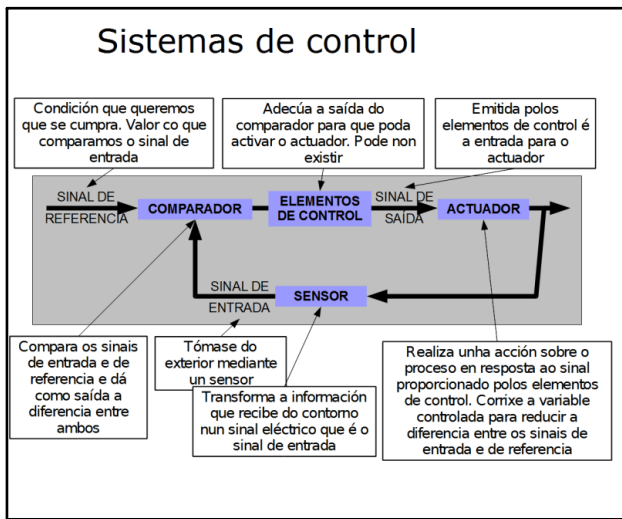 Sistemas de control
Condición que queremos
que se cumpra. Valor co que
comparamos o sinal de
entrada
Adecúa a saída do
comparador para que poda
activar o actuador. Pode non
existir
Emitida polos
elementos de control é
a entrada para o
actuador
SINAL DE
REFERENCIA
COMPARADOR
ELEMENTOS
DE CONTROL
SINAL DE
SAÍDA
ACTUADOR
SINAL DE
ENTRADA
SENSOR
Compara os sinais
de entrada e de
referencia e dá
como saída a
diferencia entre
ambos
Tómase do
exterior mediante
un sensor
Transforma a información
que recibe do contorno
nun sinal eléctrico que é o
sinal de entrada
Realiza unha acción sobre o
proceso en resposta ao sinal
proporcionado polos elementos
de control. Corrixe a variable
controlada para reducir a
diferencia entre os sinais de
entrada e de referencia